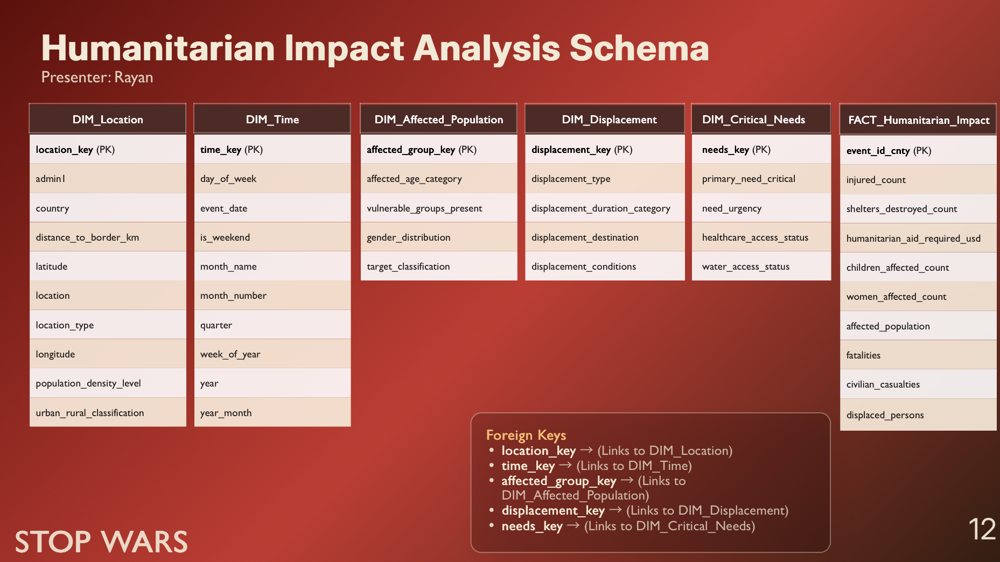 Humanitarian Impact Analysis Schema
Presenter: Rayan
DIM_Location
location_key (PK)
admin1
country
distance_to_border_km
latitude
location
location_type
longitude
population_density_level
urban_rural_classification
DIM_Time
time_key (PK)
day_of_week
event_date
is_weekend
month_name
month_number
quarter
week_of_year
year
year_month
DIM_Affected_Population
affected_group_key (PK)
affected_age_category
vulnerable_groups_present
gender_distribution
target_classification
DIM_Displacement
displacement_key (PK)
displacement_type
displacement_duration_category
displacement_destination
displacement_conditions
DIM_Critical_Needs
needs_key (PK)
primary_need_critical
need_urgency
healthcare_access_status
water_access_status
FACT_Humanitarian_Impact
event_id_cnty (PK)
injured_count
shelters_destroyed_count
humanitarian_aid_required_usd
children_affected_count
women_affected_count
affected_population
fatalities
civilian_casualties
displaced_persons
Foreign Keys
• location_key → (Links to DIM_Location)
• time_key → (Links to DIM_Time)
• affected_group_key → (Links to
DIM_Affected_Population)
• displacement_key → (Links to DIM_Displacement)
• needs_key → (Links to DIM_Critical_Needs)
STOP WARS
12